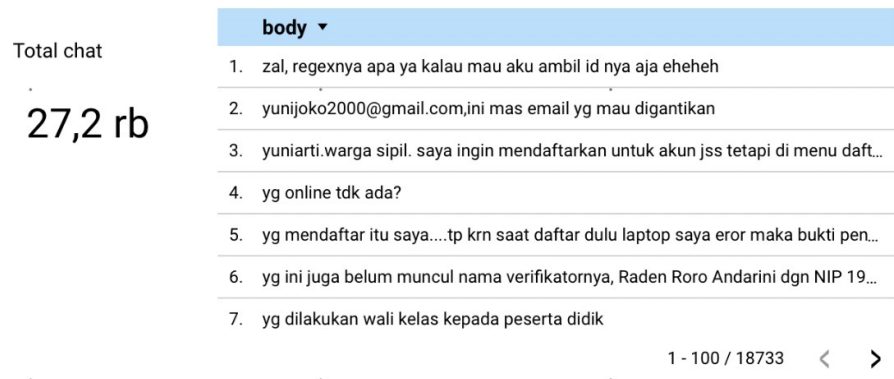 Total chat
27,2 rb
body
1. zal, regexnya apa ya kalau mau aku ambil id nya aja eheheh
2. yunijoko2000@gmail.com,ini mas email yg mau digantikan
3. yuniarti.warga sipil. saya ingin mendaftarkan untuk akun jss tetapi di menu daft...
4. yg online tdk ada?
5. yg mendaftar itu saya....tp krn saat daftar dulu laptop saya eror maka bukti pen...
6. yg ini juga belum muncul nama verifikatornya, Raden Roro Andarini dgn NIP 19...
7. yg dilakukan wali kelas kepada peserta didik
1 - 100 / 18733